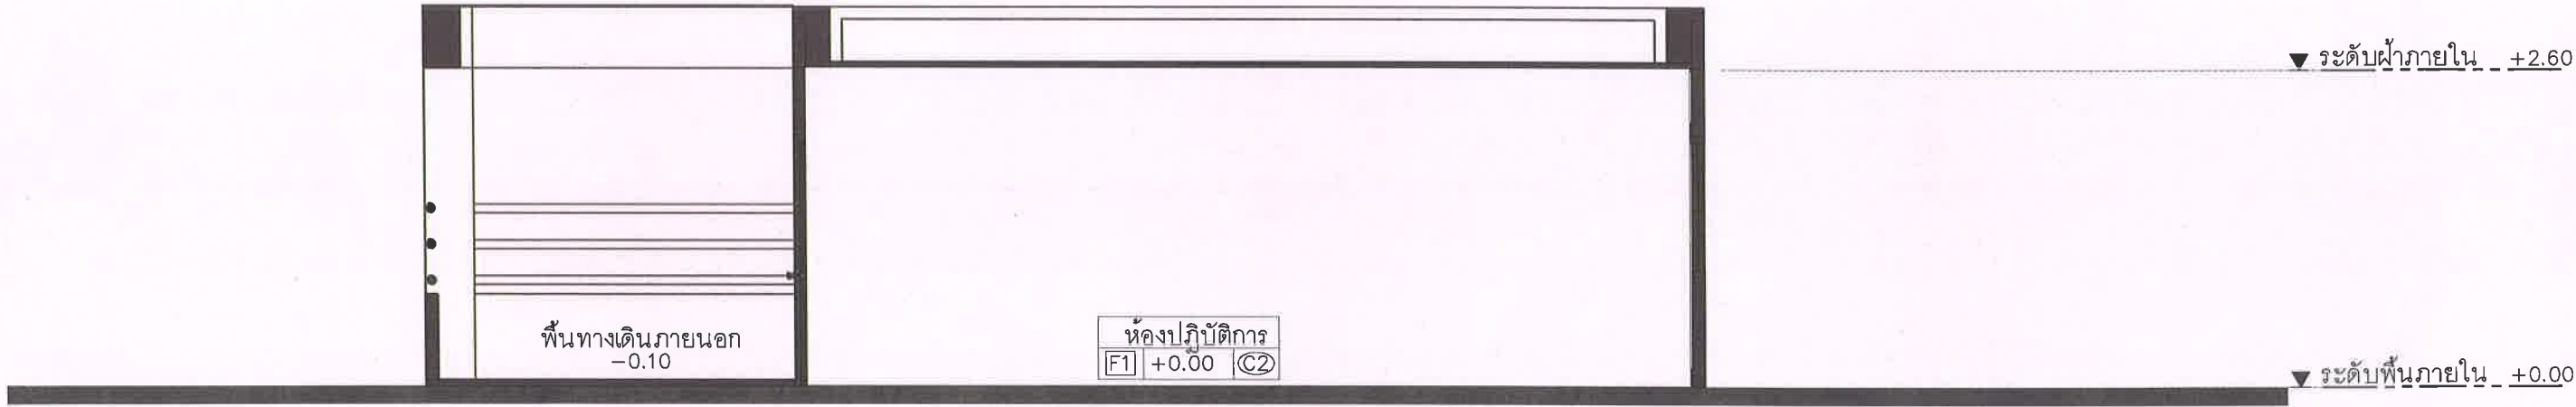 ระดับฝ้าภายใน +2.60
พื้นทางเดินภายนอก
-0.10
ห้องปฎิบัติการ
F1 +0.00 C2
ระดับพื้นภายใน +0.00